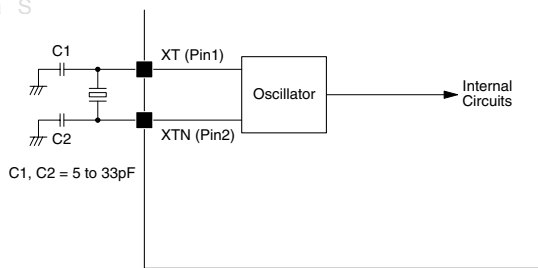 S
C1
XT (Pin1)
Oscillator
Internal
Circuits
XTN (Pin2)
C2
C1, C2 = 5 to 33pF